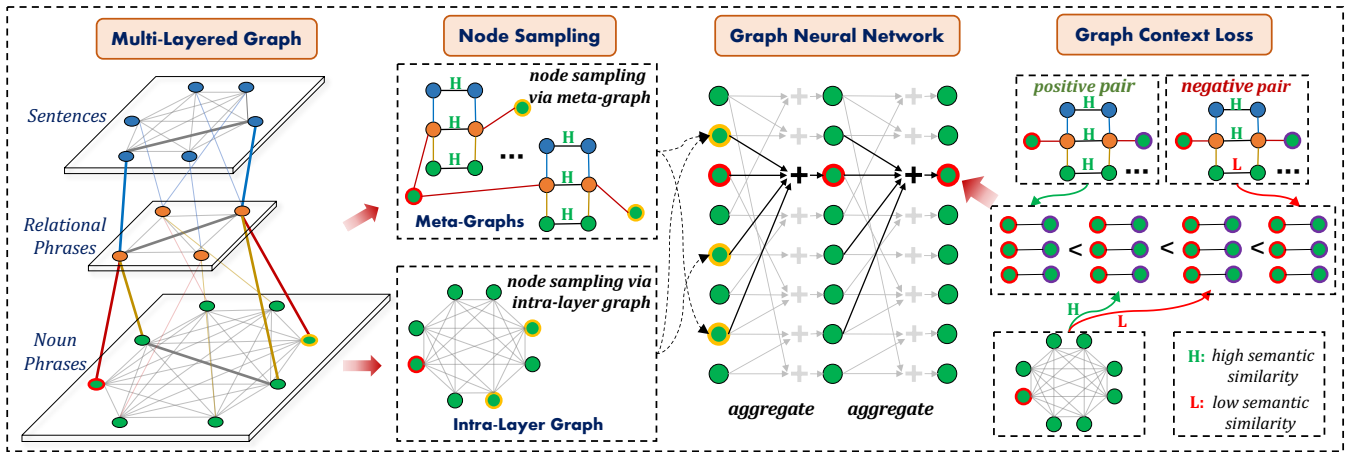 Multi-Layered Graph
Sentences
Relational
Phrases
Noun
Phrases
Node Sampling
node sampling
via meta-graph
H
H
H
...
H
H
H
Meta-Graphs
node sampling via
intra-layer graph
Intra-Layer Graph
Graph Neural Network
aggregate
aggregate
Graph Context Loss
positive pair
H
H
H
...
negative pair
H
H
L
...
<
<
<
H
L
H: high semantic
similarity
L: low semantic
similarity